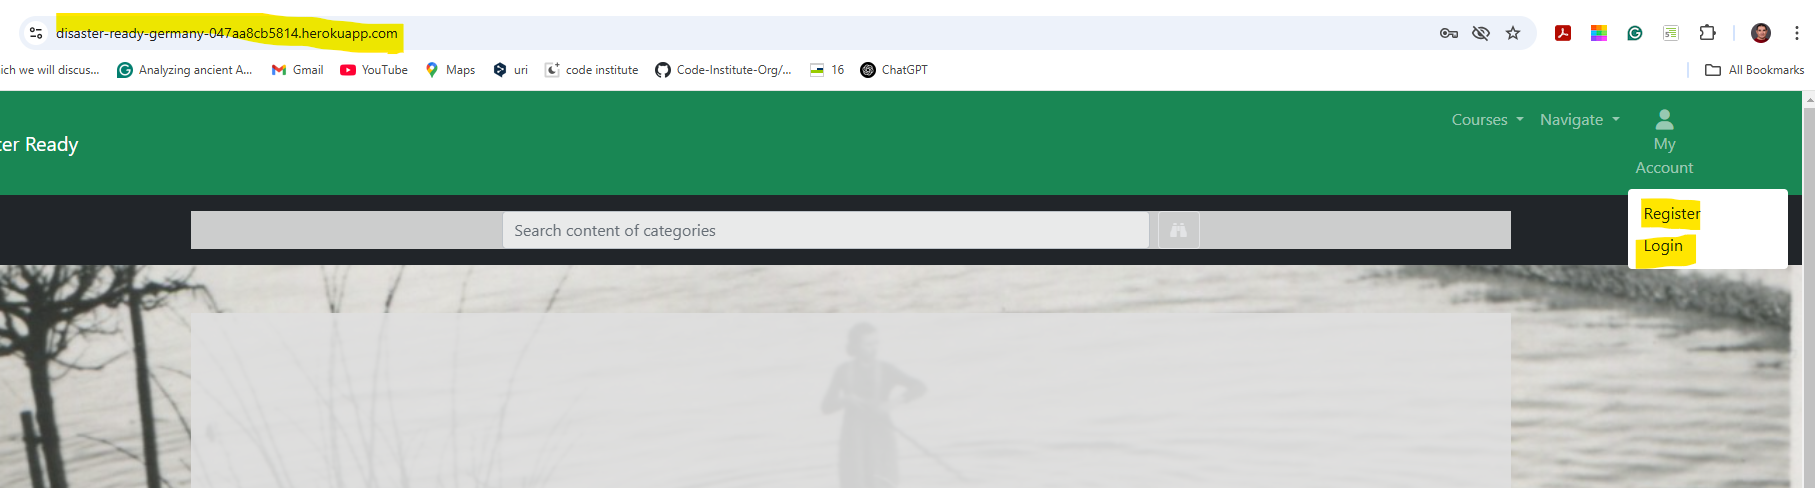 disaster-ready-germany-047aa8cb5814.herokuapp.com
ich we will discus... Analyzing ancient A... Gmail YouTube Maps uri code institute Code-Institute-Org/... 16 ChatGPT All Bookmarks
Courses Navigate
ter Ready
My
Account
Register
Search content of categories
Login